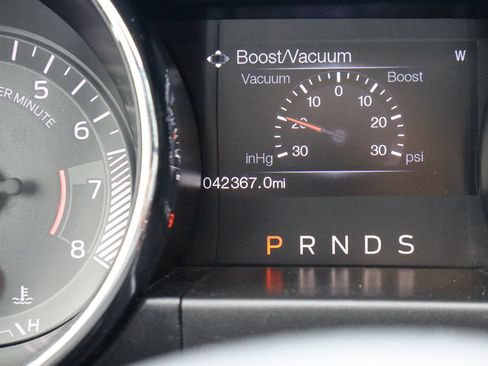 Boost/Vacuum W
Vacuum Boost
10 0 10
20 20
30 30
inHg psi
042367.0mi
P R N D S
5
6
7
8
ER MINUTE
H